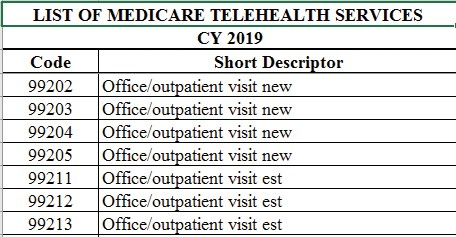 LIST OF MEDICARE TELEHEALTH SERVICES
CY 2019
Code Short Descriptor
99202 Office/outpatient visit new
99203 Office/outpatient visit new
99204 Office/outpatient visit new
99205 Office/outpatient visit new
99211 Office/outpatient visit est
99212 Office/outpatient visit est
99213 Office/outpatient visit est